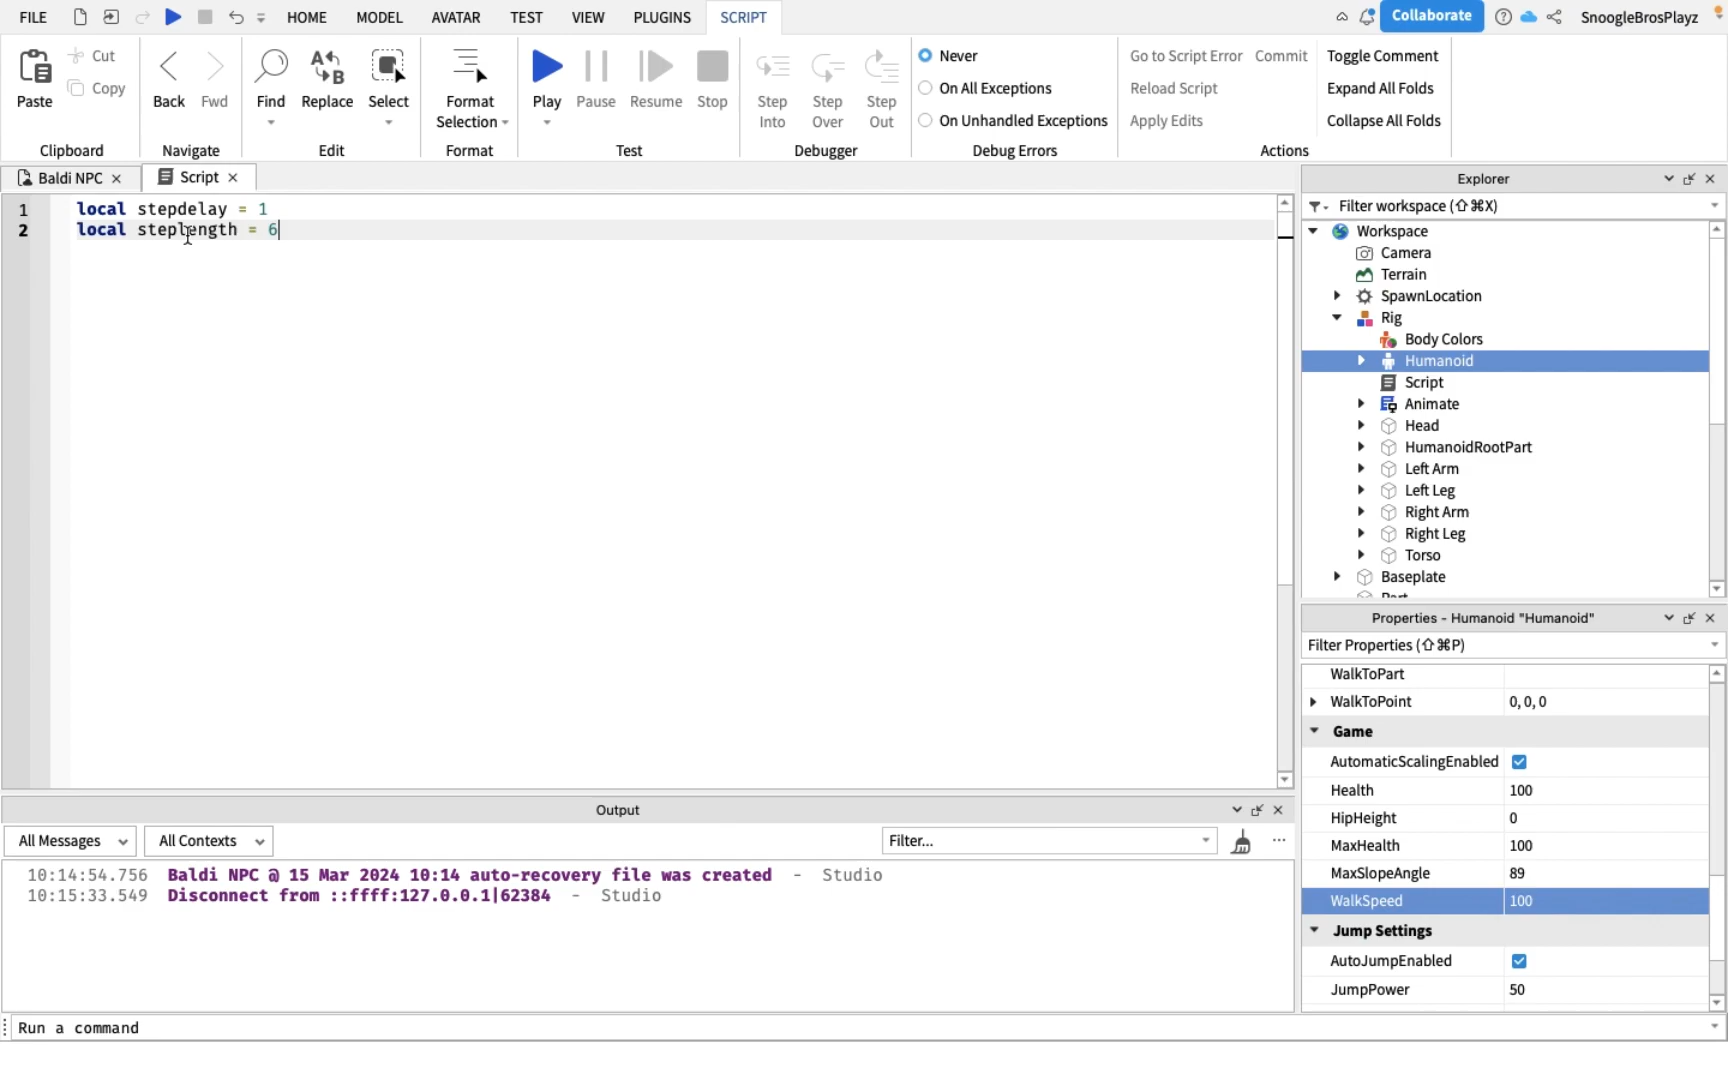 FILE HOME MODEL AVATAR TEST VIEW PLUGINS SCRIPT Collaborate SnoogleBrosPlayz
Paste Cut Copy
Clipboard
Back Fwd
Navigate
Find Replace Select
Edit
Format Selection
Format
Play Pause Resume Stop
Test
Step Into Step Over Step Out
Debugger
Never
On All Exceptions
On Unhandled Exceptions
Debug Errors
Go to Script Error Commit Toggle Comment
Reload Script Expand All Folds
Apply Edits Collapse All Folds
Actions
Baldi NPC × Script ×
1 local stepdelay = 1
2 local steplength = 6
Explorer
Filter workspace (⇧⌘X)
Workspace
Camera
Terrain
SpawnLocation
Rig
Body Colors
Humanoid
Script
Animate
Head
HumanoidRootPart
Left Arm
Left Leg
Right Arm
Right Leg
Torso
Baseplate
Part
Properties - Humanoid "Humanoid"
Filter Properties (⇧⌘P)
WalkToPart
WalkToPoint 0, 0, 0
Game
AutomaticScalingEnabled
Health 100
HipHeight 0
MaxHealth 100
MaxSlopeAngle 89
WalkSpeed 100
Jump Settings
AutoJumpEnabled
JumpPower 50
Output
All Messages All Contexts Filter...
10:14:54.756 Baldi NPC @ 15 Mar 2024 10:14 auto-recovery file was created - Studio
10:15:33.549 Disconnect from ::ffff:127.0.0.1|62384 - Studio
Run a command